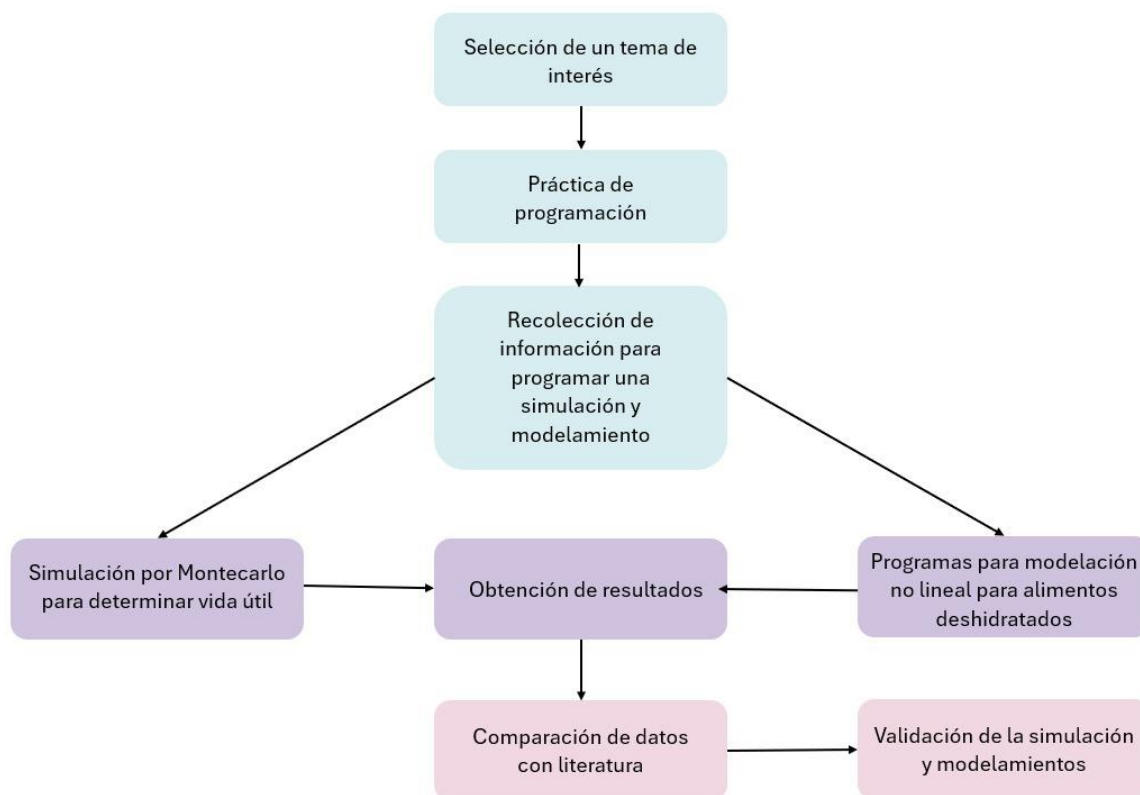 Selección de un tema de
interés
Práctica de
programación
Recolección de
información para
programar una
simulación y
modelamiento
Simulación por Montecarlo
para determinar vida útil
Obtención de resultados
Programas para modelación
no lineal para alimentos
deshidratados
Comparación de datos
con literatura
Validación de la simulación
y modelamientos